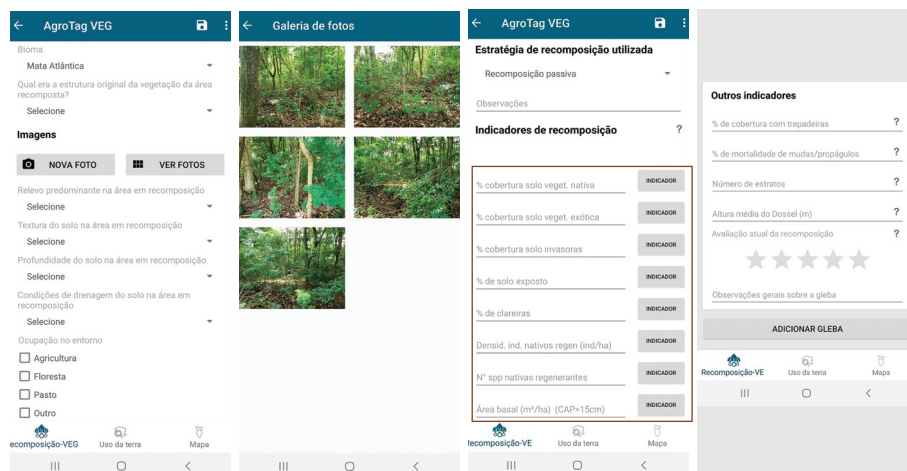 AgroTag VEG
Bioma
Mata Atlântica
Qual era a estrutura original da vegetação da área
recomposta?
Selecione
Imagens
NOVA FOTO
VER FOTOS
Relevo predominante na área em recomposição
Selecione
Textura do solo na área em recomposição
Selecione
Profundidade do solo na área em recomposição
Selecione
Condições de drenagem do solo na área em
recomposição
Selecione
Ocupação no entorno
Agricultura
Floresta
Pasto
Outro
ecomposição-VEG
Uso da terra
Mapa
Galeria de fotos
AgroTag VEG
Estratégia de recomposição utilizada
Recomposição passiva
Observações
Indicadores de recomposição ?
% cobertura solo veget. nativa
INDICADOR
% cobertura solo veget. exótica
INDICADOR
% cobertura solo invasoras
INDICADOR
% de solo exposto
INDICADOR
% de clareiras
INDICADOR
Densid. ind. nativos regen (ind/ha)
INDICADOR
N° spp nativas regenerantes
INDICADOR
Área basal (m²/ha) (CAP>15cm)
INDICADOR
ecomposição-VE
Uso da terra
Mapa
Outros indicadores
% de cobertura com trepadeiras ?
% de mortalidade de mudas/propágulos ?
Número de estratos ?
Altura média do Dossel (m) ?
Avaliação atual da recomposição ?
Observações gerais sobre a gleba
ADICIONAR GLEBA
Recomposição-VE
Uso da terra
Mapa